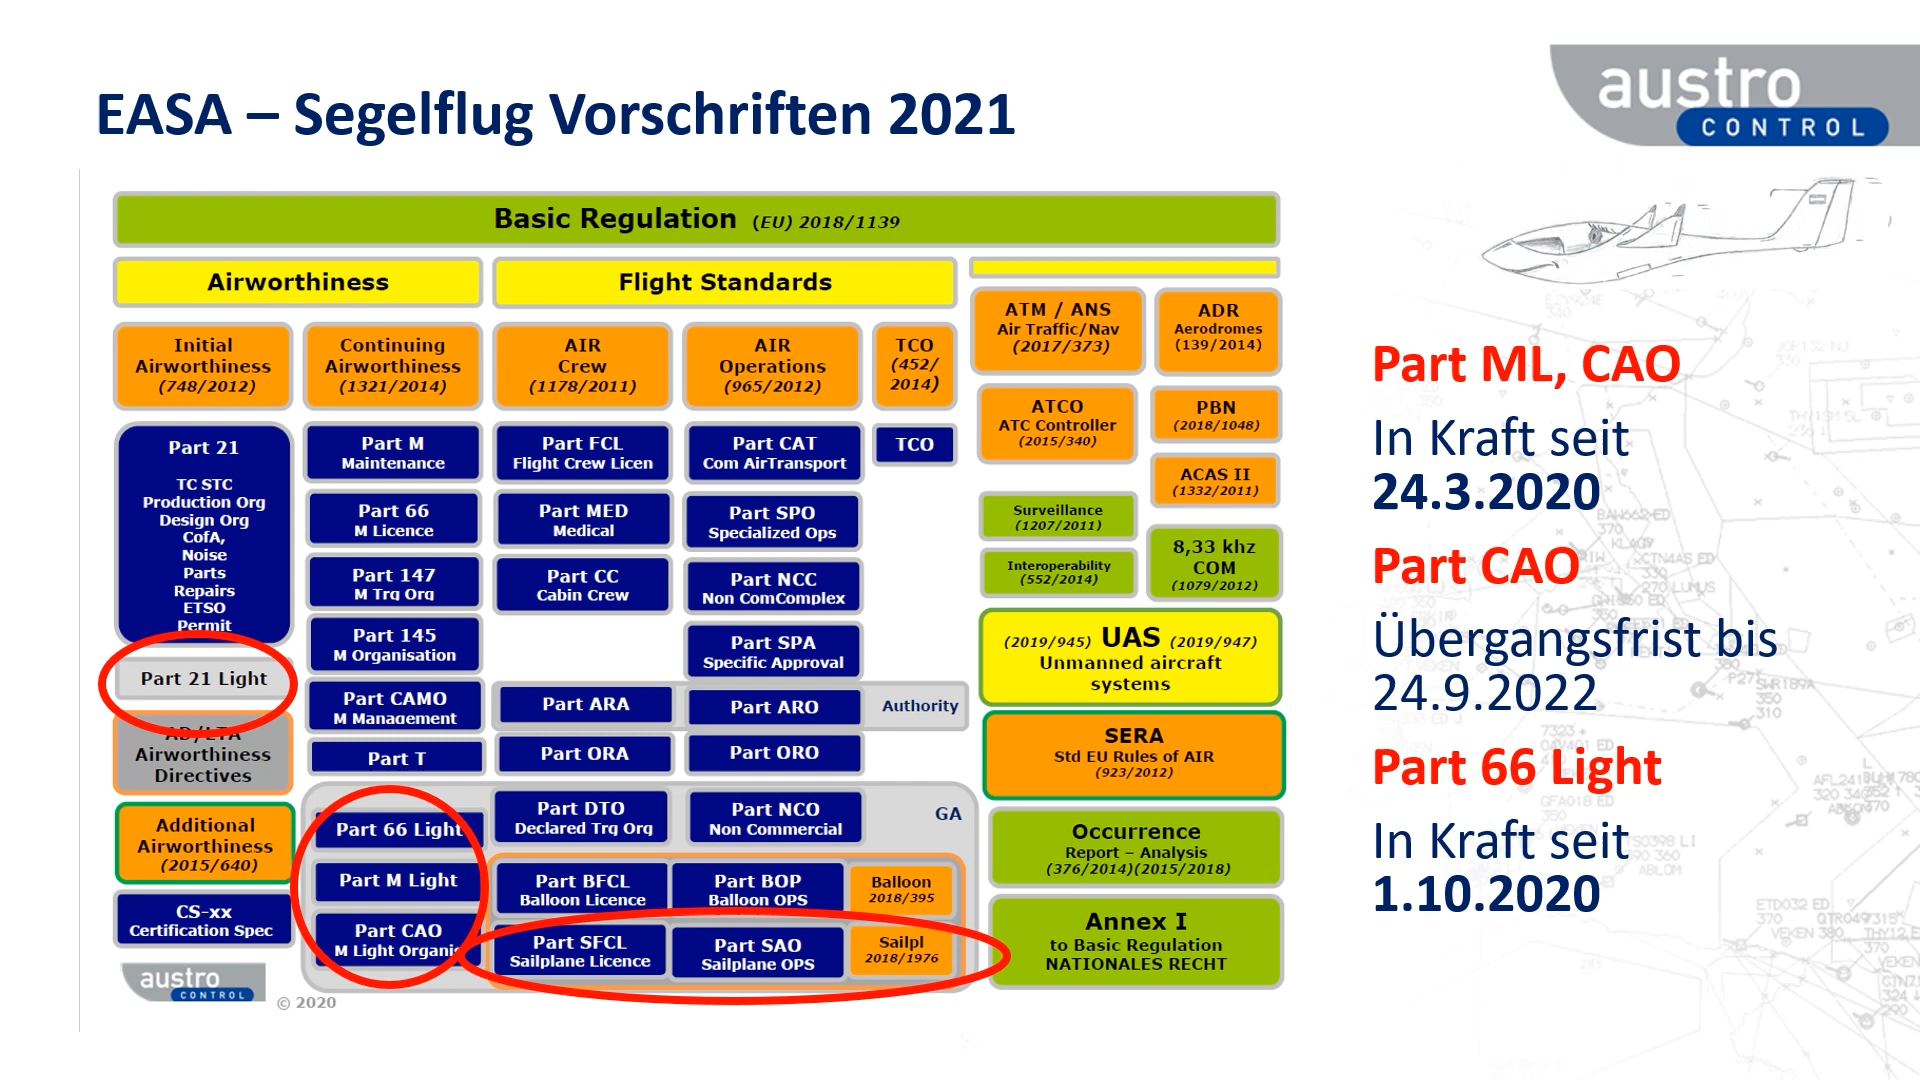 EASA – Segelflug Vorschriften 2021
austro
CONTROL
Basic Regulation (EU) 2018/1139
Airworthiness
Flight Standards
Initial
Airworthiness
(748/2012)
Continuing
Airworthiness
(1321/2014)
AIR
Crew
(1178/2011)
AIR
Operations
(965/2012)
TCO
(452/
2014)
ATM / ANS
Air Traffic/Nav
(2017/373)
ADR
Aerodromes
(139/2014)
Part 21
TC STC
Production Org
Design Org
CofA,
Noise
Parts
Repairs
ETSO
Permit
Part 21 Light
AD/LTA
Airworthiness
Directives
Additional
Airworthiness
(2015/640)
CS-xx
Certification Spec
Part M
Maintenance
Part 66
M Licence
Part 147
M Trg Org
Part 145
M Organisation
Part CAMO
M Management
Part T
Part 66 Light
Part M Light
Part CAO
M Light Organis
Part FCL
Flight Crew Licen
Part MED
Medical
Part CC
Cabin Crew
Part ARA
Part ORA
Part DTO
Declared Trg Org
Part BFCL
Balloon Licence
Part SFCL
Sailplane Licence
Part CAT
Com AirTransport
Part SPO
Specialized Ops
Part NCC
Non ComComplex
Part SPA
Specific Approval
Part ARO
Part ORO
Part NCO
Non Commercial
Part BOP
Balloon OPS
Part SAO
Sailplane OPS
TCO
Authority
GA
Balloon
2018/395
Sailpl
2018/1976
ATCO
ATC Controller
(2015/340)
PBN
(2018/1048)
ACAS II
(1332/2011)
Surveillance
(1207/2011)
Interoperability
(552/2014)
8,33 khz
COM
(1079/2012)
(2019/945) UAS (2019/947)
Unmanned aircraft
systems
SERA
Std EU Rules of AIR
(923/2012)
Occurrence
Report – Analysis
(376/2014)(2015/2018)
Annex I
to Basic Regulation
NATIONALES RECHT
austro
CONTROL
© 2020
Part ML, CAO
In Kraft seit
24.3.2020
Part CAO
Übergangsfrist bis
24.9.2022
Part 66 Light
In Kraft seit
1.10.2020